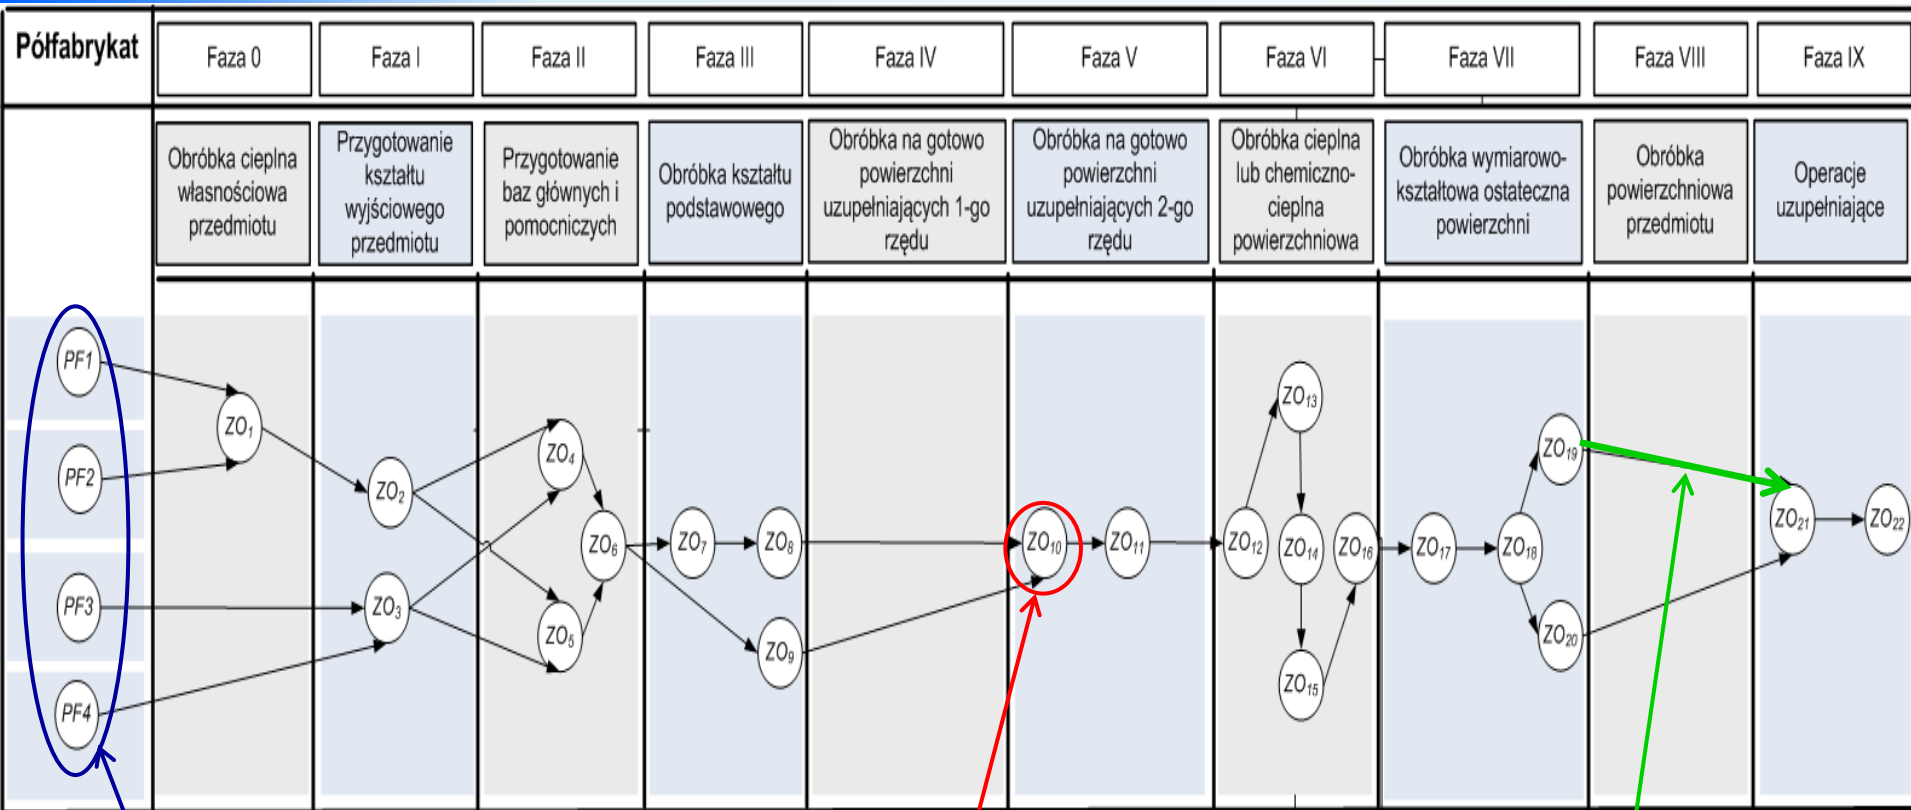 Półfabrykat
Faza 0
Faza I
Faza II
Faza III
Faza IV
Faza V
Faza VI
Faza VII
Faza VIII
Faza IX
Obróbka cieplna
własnościowa
przedmiotu
Przygotowanie
kształtu
wyjściowego
przedmiotu
Przygotowanie
baz głównych i
pomocniczych
Obróbka kształtu
podstawowego
Obróbka na gotowo
powierzchni
uzupełniających 1-go
rzędu
Obróbka na gotowo
powierzchni
uzupełniających 2-go
rzędu
Obróbka cieplna
lub chemiczno-
cieplna
powierzchniowa
Obróbka wymiarowo-
kształtowa ostateczna
powierzchni
Obróbka
powierzchniowa
przedmiotu
Operacje
uzupełniające
PF1
PF2
PF3
PF4
ZO1
ZO2
ZO3
ZO4
ZO5
ZO6
ZO7
ZO8
ZO9
ZO10
ZO11
ZO12
ZO13
ZO14
ZO15
ZO16
ZO17
ZO18
ZO19
ZO20
ZO21
ZO22